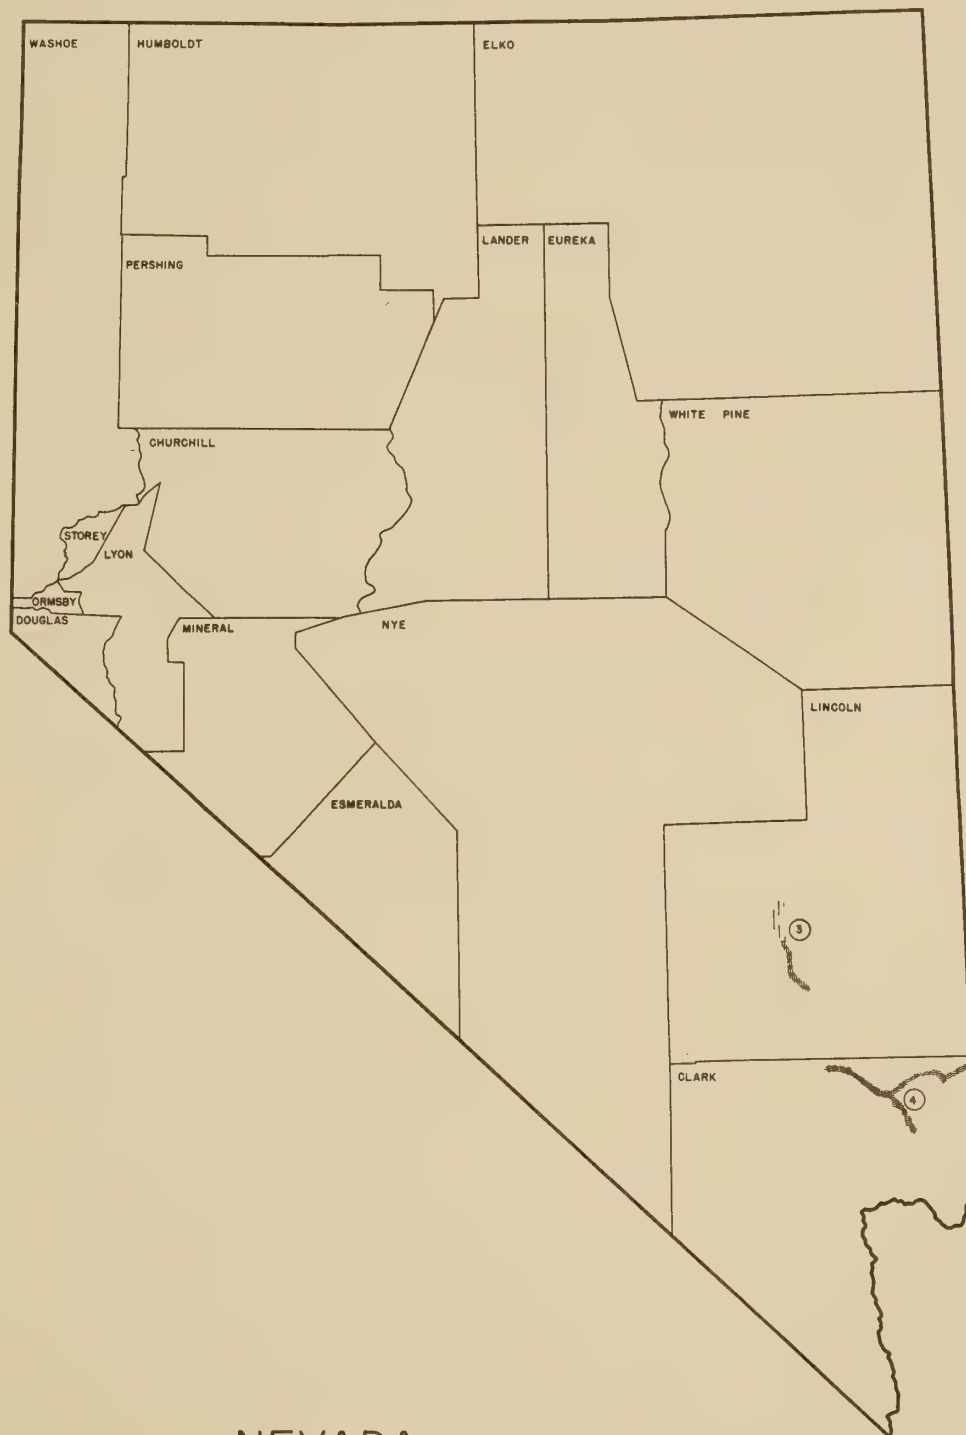 WASHOE
HUMBOLDT
ELKO
LANDER
EUREKA
PERSHING
WHITE PINE
CHURCHILL
STOREY
LYON
ORMSBY
DOUGLAS
MINERAL
NYE
LINCOLN
ESMERALDA
3
CLARK
4
NEVADA